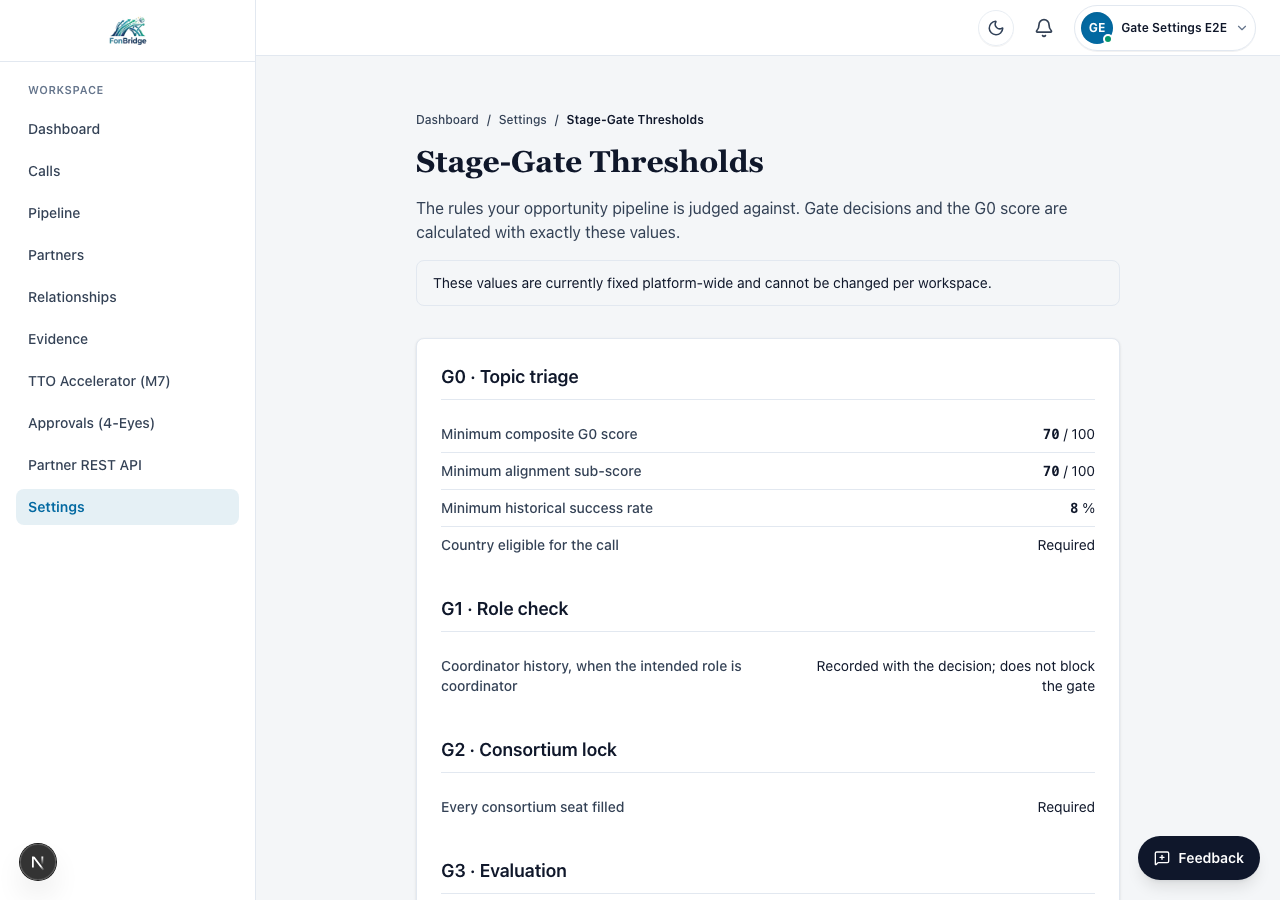 FonBridge
GE
Gate Settings E2E
WORKSPACE
Dashboard
Calls
Pipeline
Partners
Relationships
Evidence
TTO Accelerator (M7)
Approvals (4-Eyes)
Partner REST API
Settings
N
Dashboard / Settings / Stage-Gate Thresholds
Stage-Gate Thresholds
The rules your opportunity pipeline is judged against. Gate decisions and the G0 score are
calculated with exactly these values.
These values are currently fixed platform-wide and cannot be changed per workspace.
G0 · Topic triage
Minimum composite G0 score 70 / 100
Minimum alignment sub-score 70 / 100
Minimum historical success rate 8 %
Country eligible for the call Required
G1 · Role check
Coordinator history, when the intended role is
coordinator
Recorded with the decision; does not block
the gate
G2 · Consortium lock
Every consortium seat filled Required
G3 · Evaluation
Feedback